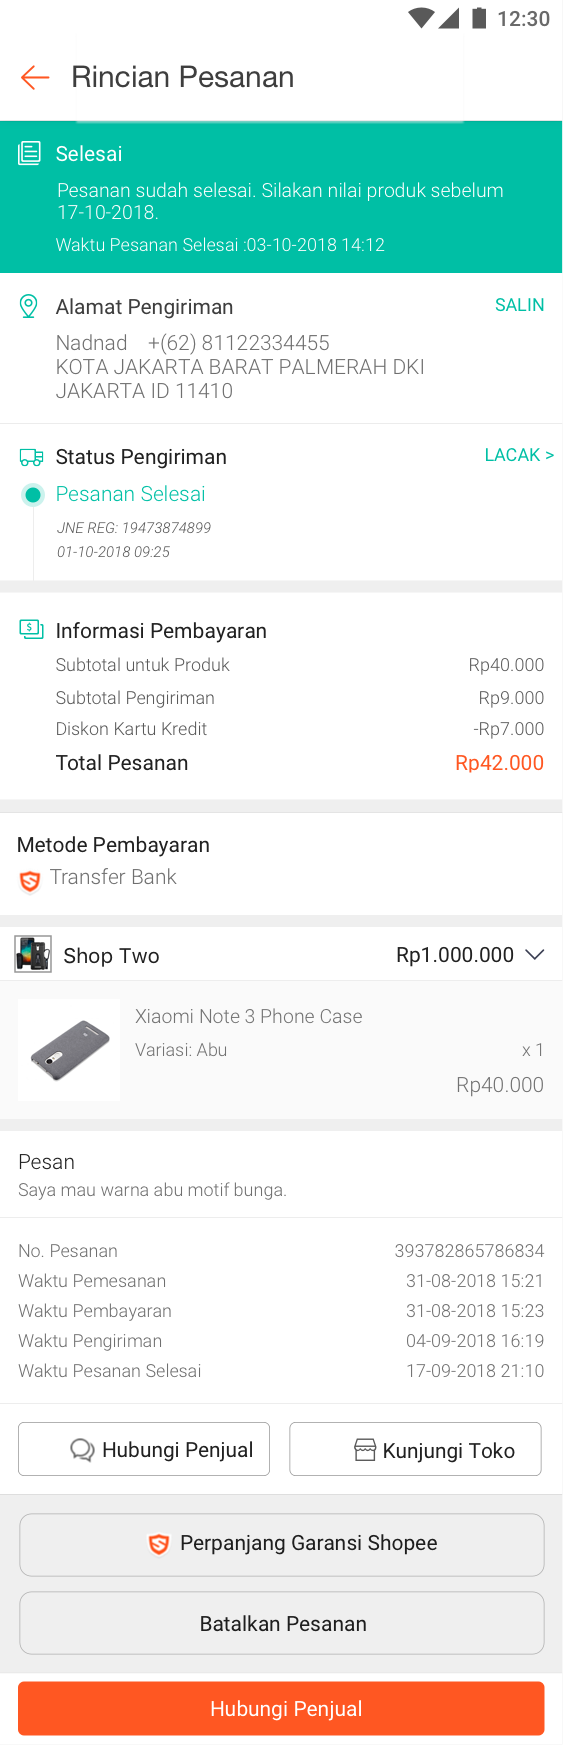 12:30
Rincian Pesanan
Selesai
Pesanan sudah selesai. Silakan nilai produk sebelum
17-10-2018.
Waktu Pesanan Selesai :03-10-2018 14:12
Alamat Pengiriman SALIN
Nadnad +(62) 81122334455
KOTA JAKARTA BARAT PALMERAH DKI
JAKARTA ID 11410
Status Pengiriman LACAK >
Pesanan Selesai
JNE REG: 19473874899
01-10-2018 09:25
Informasi Pembayaran
Subtotal untuk Produk Rp40.000
Subtotal Pengiriman Rp9.000
Diskon Kartu Kredit -Rp7.000
Total Pesanan Rp42.000
Metode Pembayaran
Transfer Bank
Shop Two Rp1.000.000
Xiaomi Note 3 Phone Case
Variasi: Abu x 1
Rp40.000
Pesan
Saya mau warna abu motif bunga.
No. Pesanan 393782865786834
Waktu Pemesanan 31-08-2018 15:21
Waktu Pembayaran 31-08-2018 15:23
Waktu Pengiriman 04-09-2018 16:19
Waktu Pesanan Selesai 17-09-2018 21:10
Hubungi Penjual Kunjungi Toko
Perpanjang Garansi Shopee
Batalkan Pesanan
Hubungi Penjual